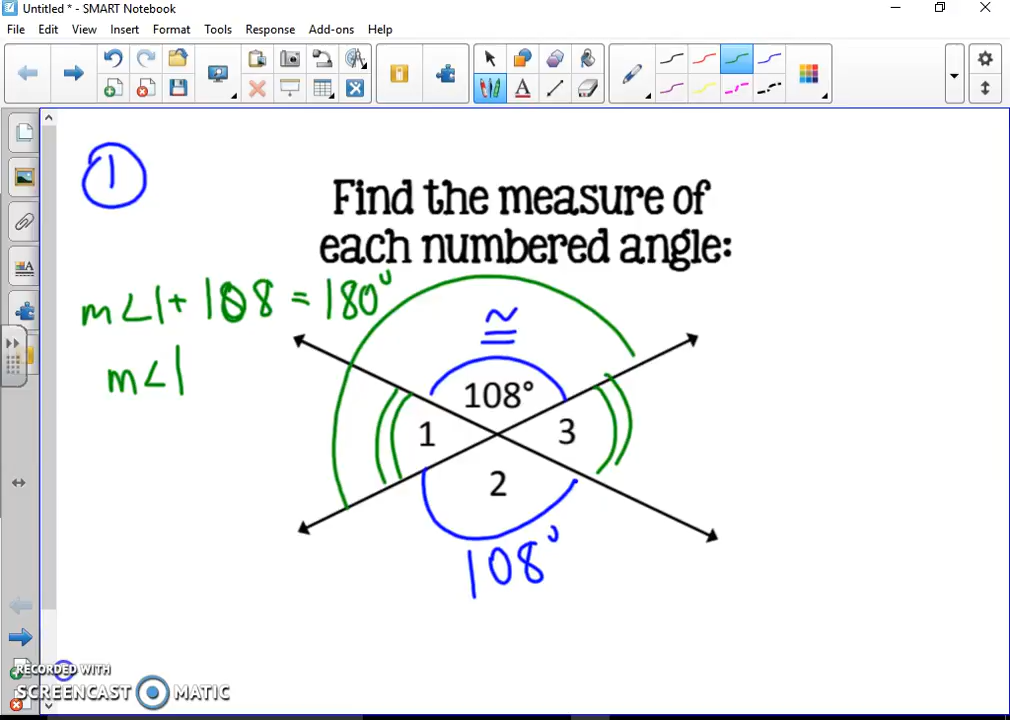 Untitled * - SMART Notebook
File Edit View Insert Format Tools Response Add-ons Help
1
Find the measure of
each numbered angle:
m∠1 + 108 = 180°
≅
m∠1
108°
1
3
2
108°
RECORDED WITH
SCREENCAST MATIC